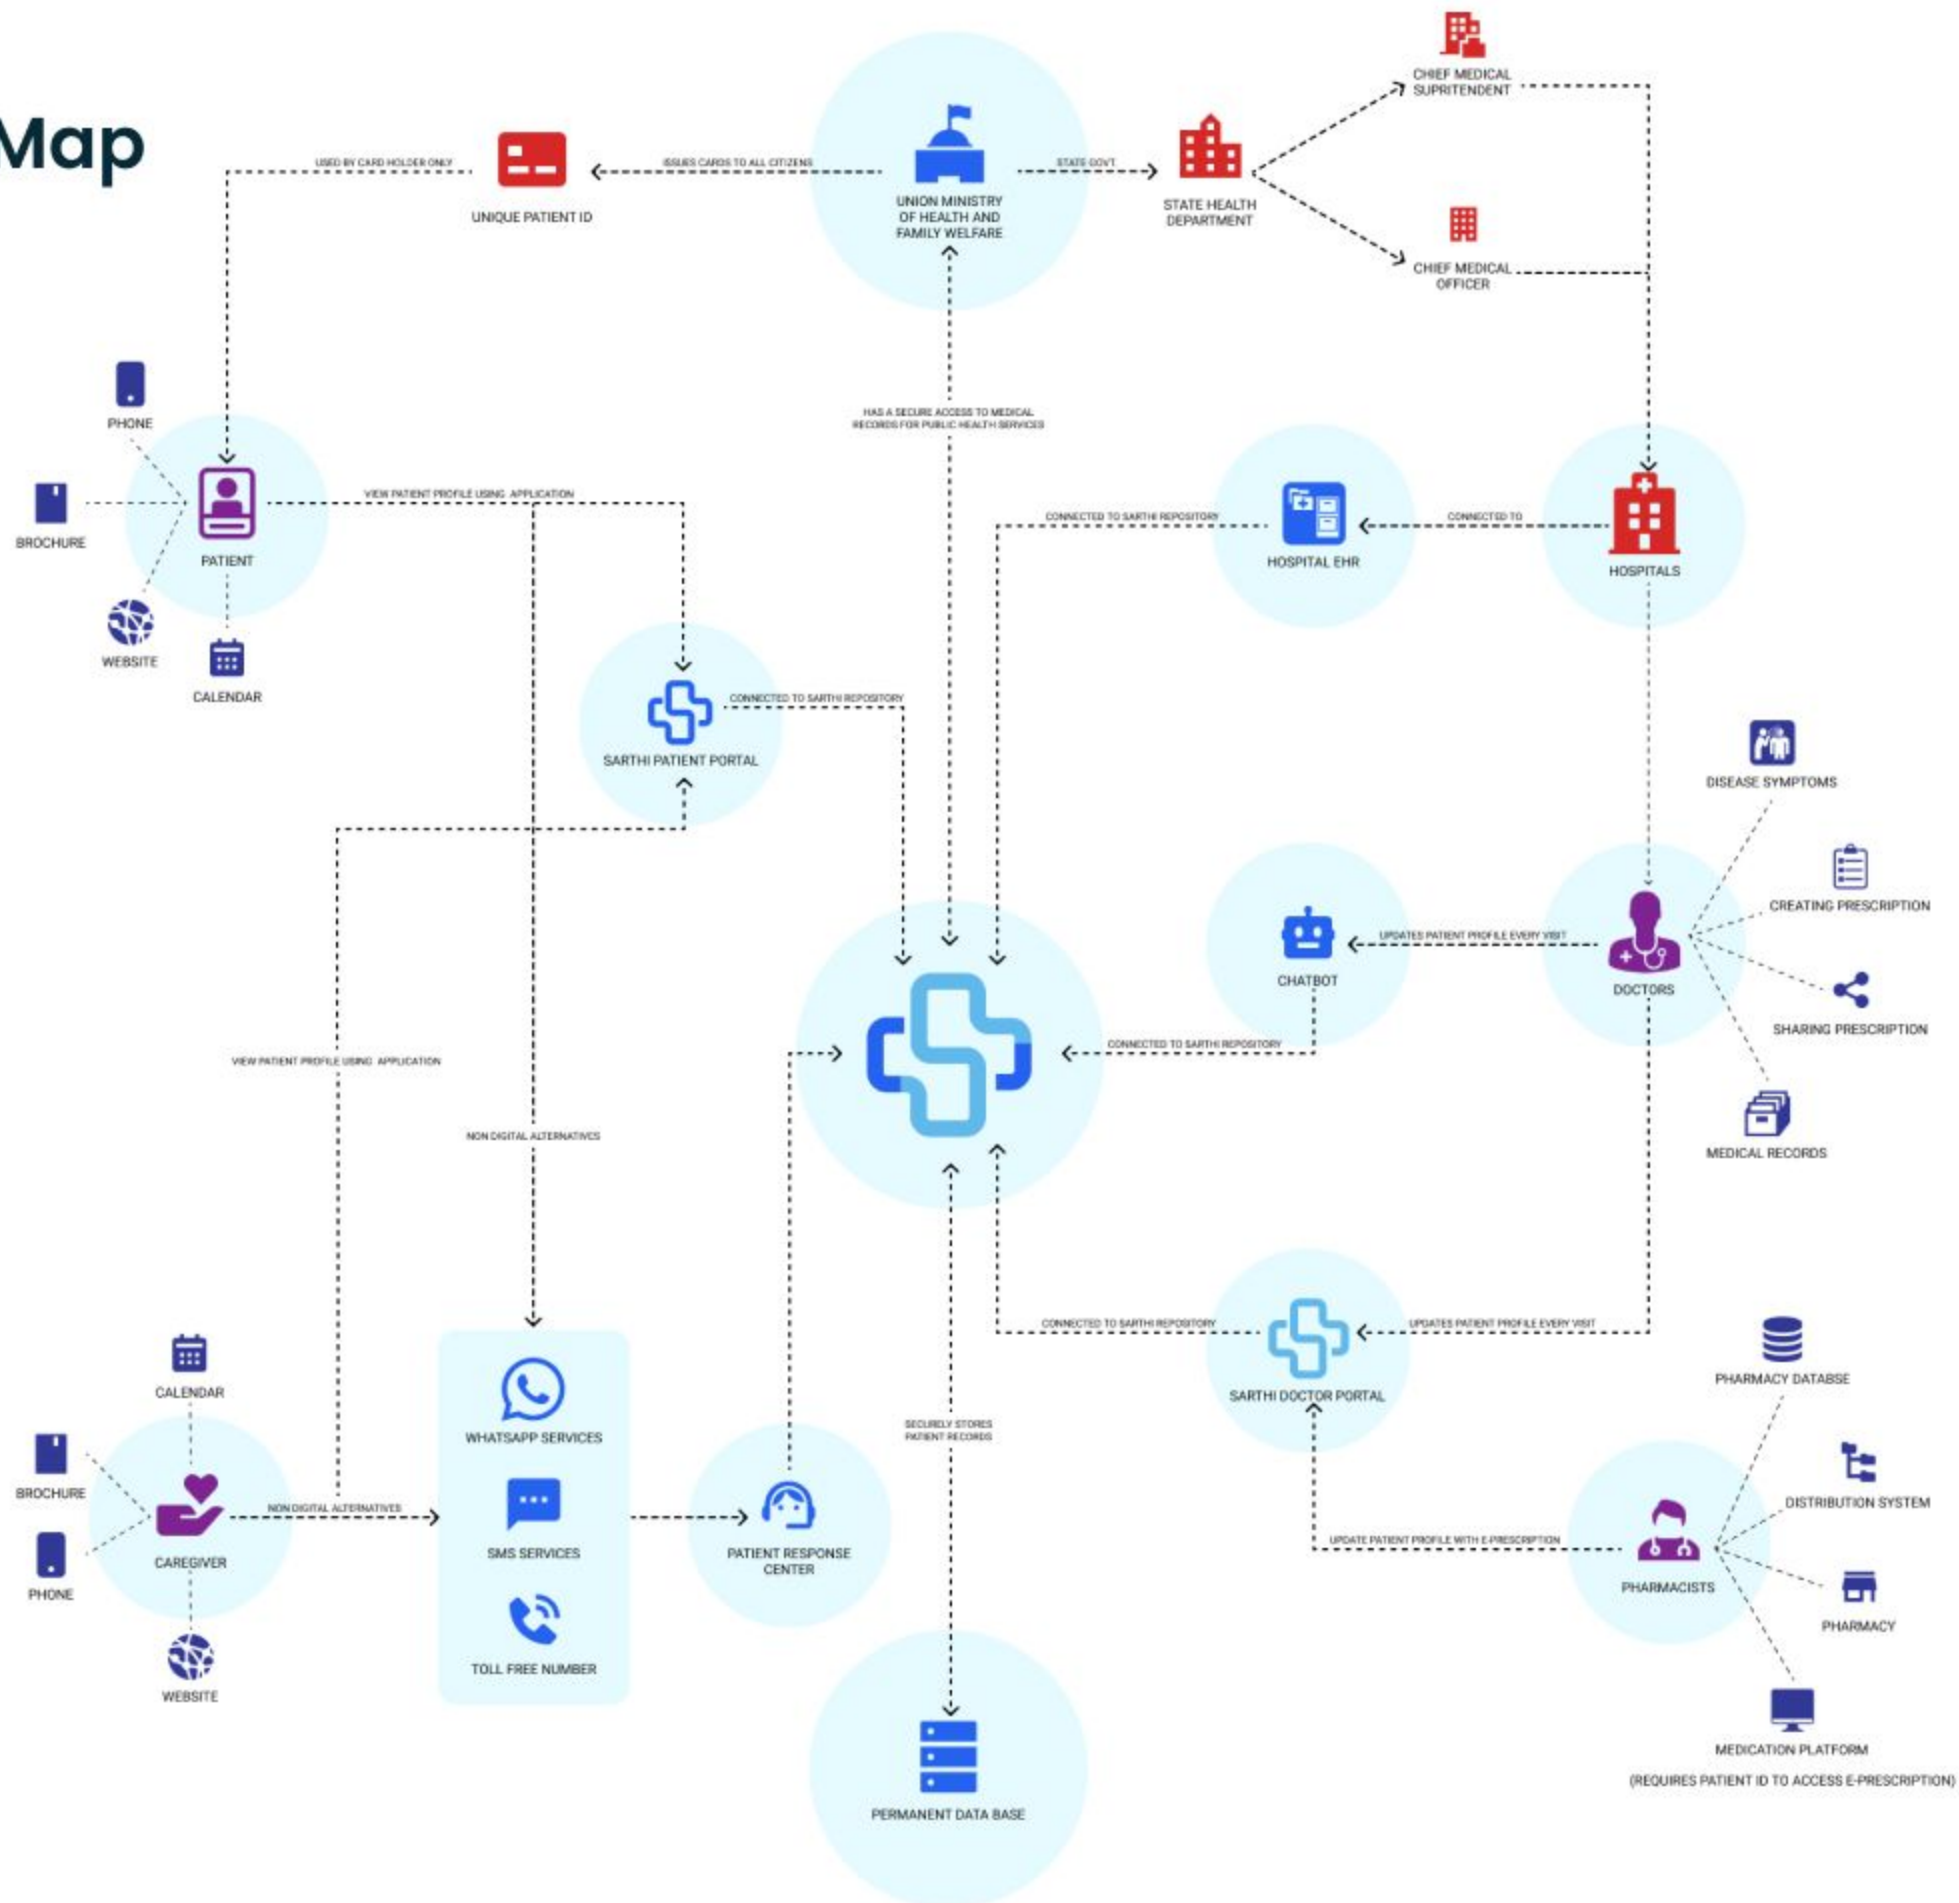 Map
CHIEF MEDICAL
SUPRITENDENT
USED BY CARD HOLDER ONLY
ISSUES CARDS TO ALL CITIZENS
STATE GOVT.
UNIQUE PATIENT ID
UNION MINISTRY
OF HEALTH AND
FAMILY WELFARE
STATE HEALTH
DEPARTMENT
CHIEF MEDICAL
OFFICER
HAS A SECURE ACCESS TO MEDICAL
RECORDS FOR PUBLIC HEALTH SERVICES
PHONE
BROCHURE
PATIENT
WEBSITE
CALENDAR
VIEW PATIENT PROFILE USING APPLICATION
CONNECTED TO SARTHI REPOSITORY
HOSPITAL EHR
CONNECTED TO
HOSPITALS
CONNECTED TO SARTHI REPOSITORY
SARTHI PATIENT PORTAL
DISEASE SYMPTOMS
CREATING PRESCRIPTION
SHARING PRESCRIPTION
MEDICAL RECORDS
UPDATES PATIENT PROFILE EVERY VISIT
CHATBOT
DOCTORS
CONNECTED TO SARTHI REPOSITORY
VIEW PATIENT PROFILE USING APPLICATION
NON DIGITAL ALTERNATIVES
CONNECTED TO SARTHI REPOSITORY
UPDATES PATIENT PROFILE EVERY VISIT
SARTHI DOCTOR PORTAL
CALENDAR
BROCHURE
PHONE
CAREGIVER
WEBSITE
NON DIGITAL ALTERNATIVES
WHATSAPP SERVICES
SMS SERVICES
TOLL FREE NUMBER
PATIENT RESPONSE
CENTER
SECURELY STORES
PATIENT RECORDS
PERMANENT DATA BASE
UPDATE PATIENT PROFILE WITH E-PRESCRIPTION
PHARMACISTS
PHARMACY DATABSE
DISTRIBUTION SYSTEM
PHARMACY
MEDICATION PLATFORM
(REQUIRES PATIENT ID TO ACCESS E-PRESCRIPTION)